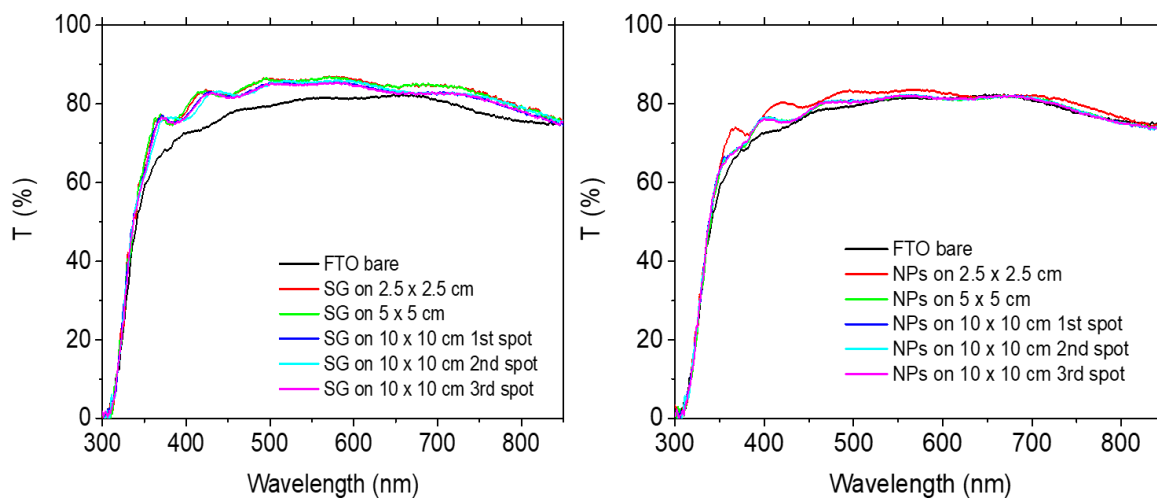 100
80
60
40
20
0
T (%)
300 400 500 600 700 800
Wavelength (nm)
FTO bare
SG on 2.5 x 2.5 cm
SG on 5 x 5 cm
SG on 10 x 10 cm 1st spot
SG on 10 x 10 cm 2nd spot
SG on 10 x 10 cm 3rd spot
100
80
60
40
20
0
T (%)
300 400 500 600 700 800
Wavelength (nm)
FTO bare
NPs on 2.5 x 2.5 cm
NPs on 5 x 5 cm
NPs on 10 x 10 cm 1st spot
NPs on 10 x 10 cm 2nd spot
NPs on 10 x 10 cm 3rd spot